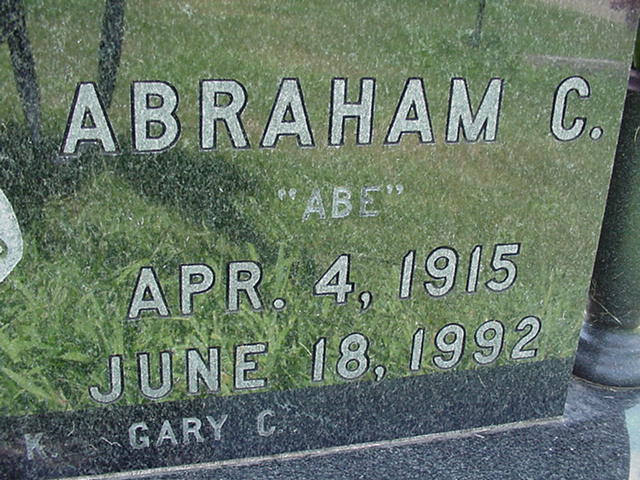 ABRAHAM C.
"ABE"
APR. 4, 1915
JUNE 18, 1992
K. GARY C.